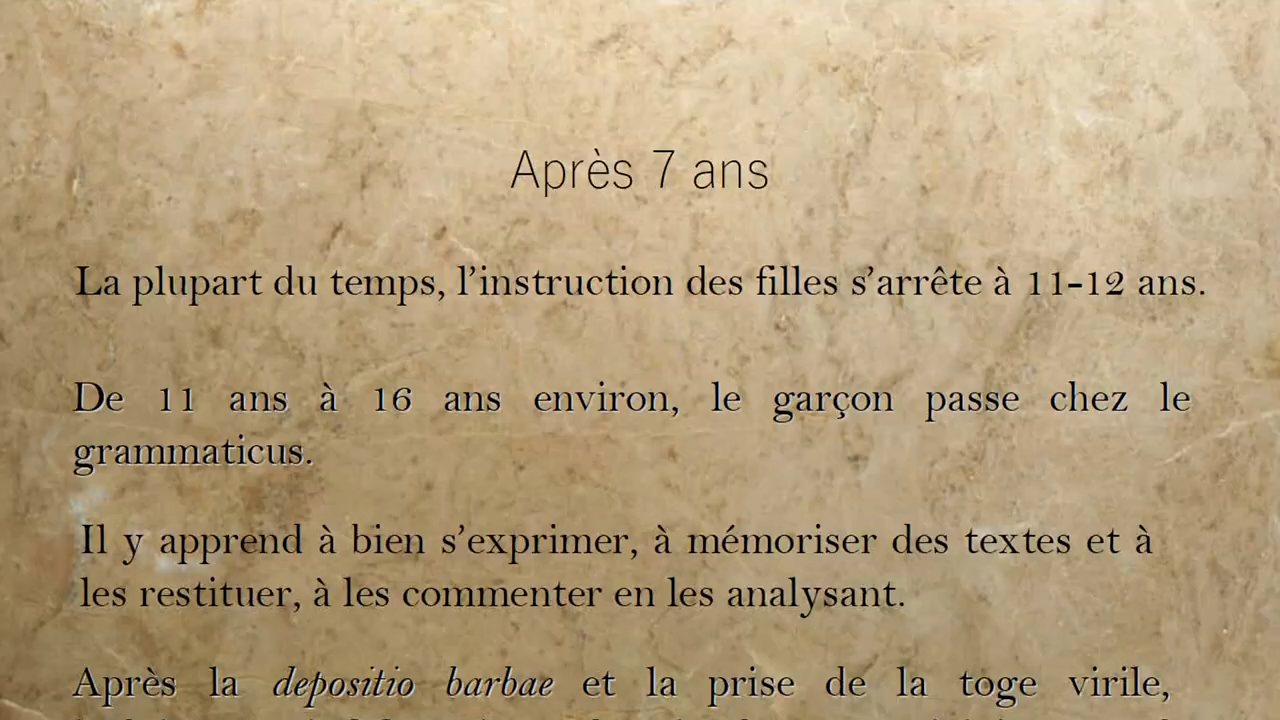 Après 7 ans
La plupart du temps, l’instruction des filles s’arrête à 11-12 ans.
De 11 ans à 16 ans environ, le garçon passe chez le
grammaticus.
Il y apprend à bien s’exprimer, à mémoriser des textes et à
les restituer, à les commenter en les analysant.
Après la depositio barbae et la prise de la toge virile,